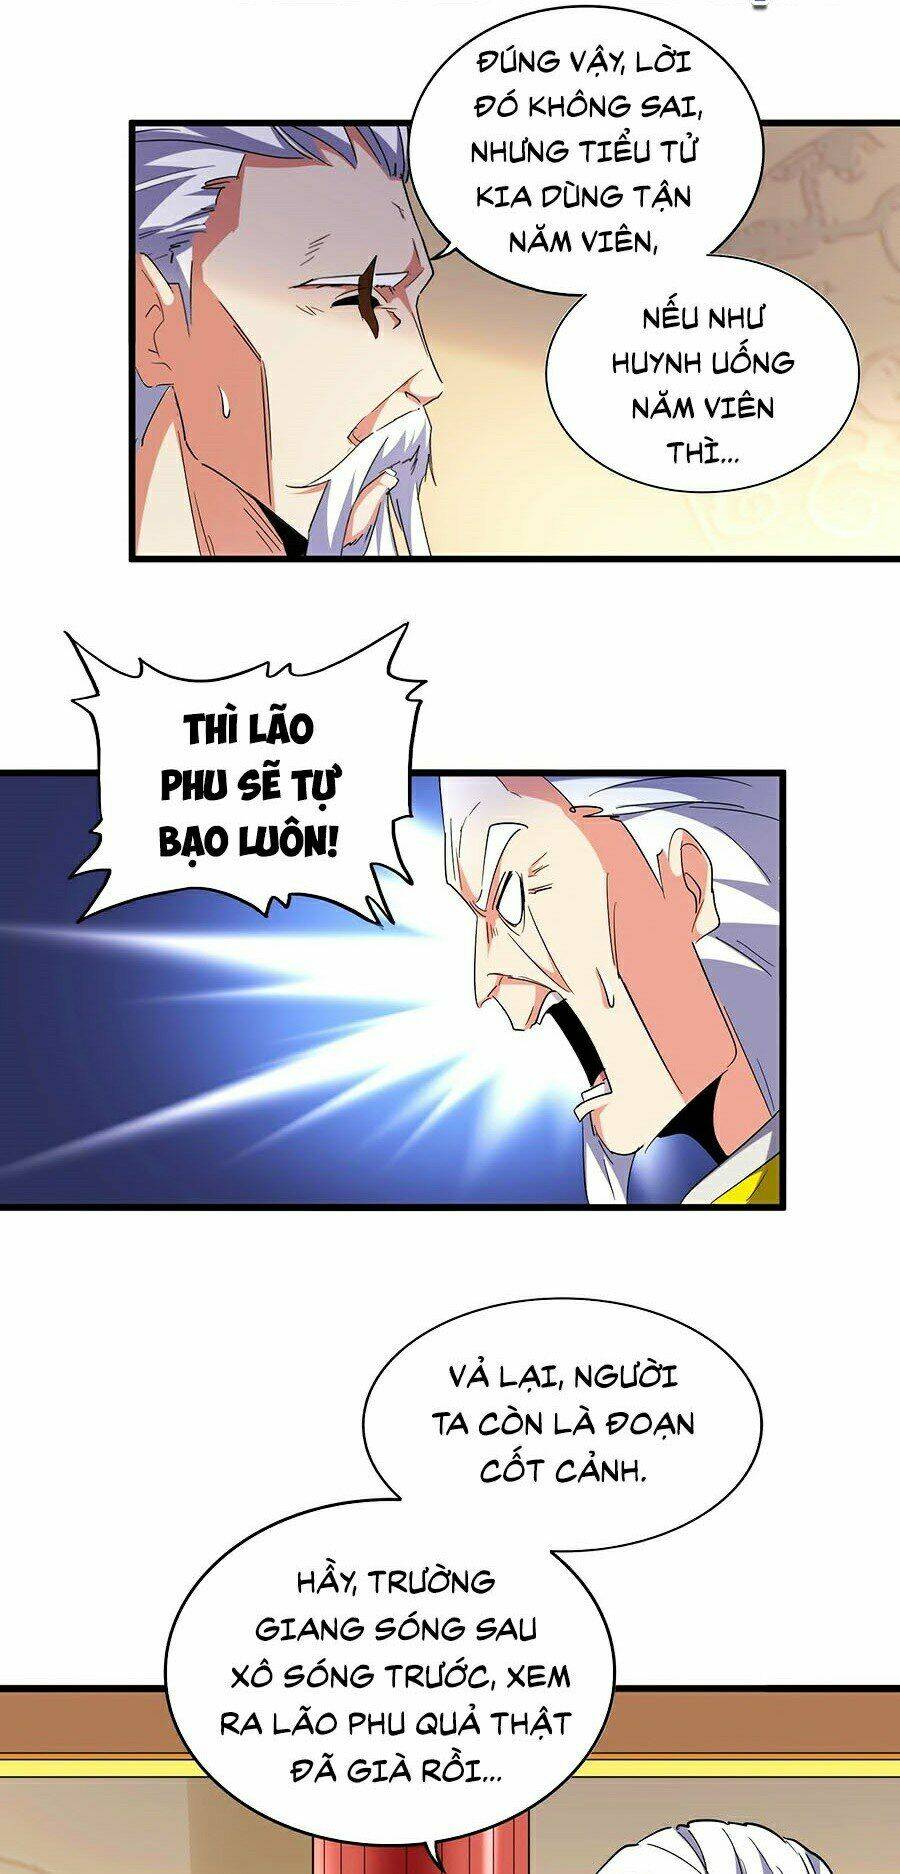 ĐÚNG VẬY, LỜI
ĐÓ KHÔNG SAI,
NHƯNG TIỂU TỬ
KIA DÙNG TẬN
NĂM VIÊN,
NẾU NHƯ
HUYNH UỐNG
NĂM VIÊN
THÌ...
THÌ LÃO
PHU SẼ TỰ
BẠO LUÔN!
VẢ LẠI, NGƯỜI
TA CÒN LÀ ĐOẠN
CỐT CẢNH.
HẦY, TRƯỜNG
GIANG SÓNG SAU
XÔ SÓNG TRƯỚC, XEM
RA LÃO PHU QUẢ THẬT
ĐÃ GIÀ RỒI...